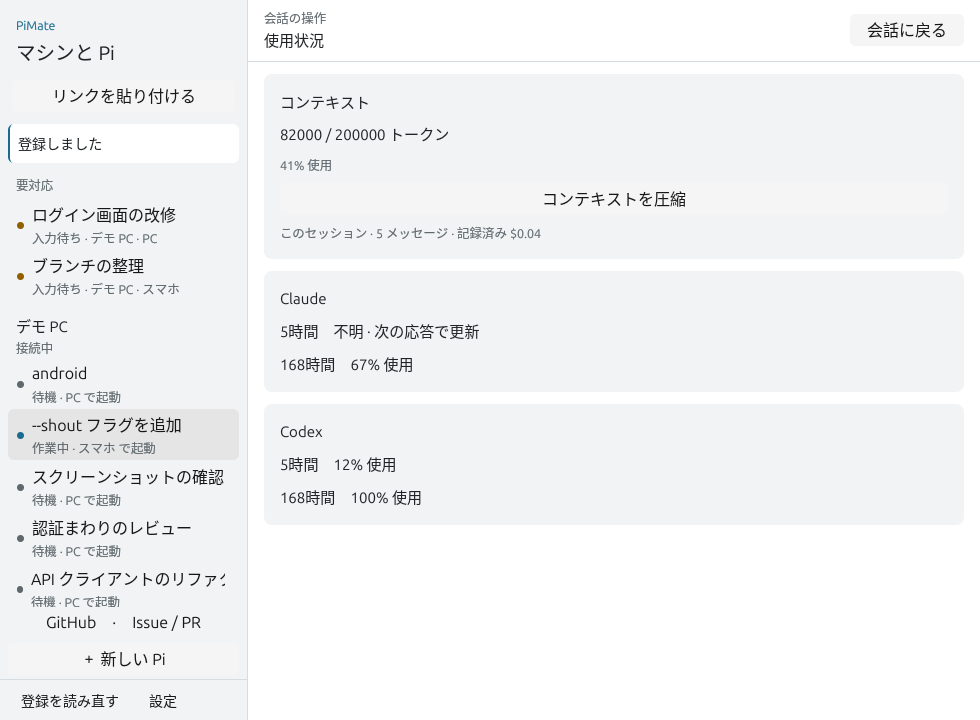 PiMate
マシンと Pi
リンクを貼り付ける
登録しました
要対応
ログイン画面の改修
入力待ち · デモ PC · PC
ブランチの整理
入力待ち · デモ PC · スマホ
デモ PC
接続中
android
待機 · PC で起動
--shout フラグを追加
作業中 · スマホ で起動
スクリーンショットの確認
待機 · PC で起動
認証まわりのレビュー
待機 · PC で起動
API クライアントのリファク
待機 · PC で起動
GitHub · Issue / PR
+ 新しい Pi
登録を読み直す 設定
会話の操作
使用状況
会話に戻る
コンテキスト
82000 / 200000 トークン
41% 使用
コンテキストを圧縮
このセッション · 5 メッセージ · 記録済み $0.04
Claude
5時間 不明 · 次の応答で更新
168時間 67% 使用
Codex
5時間 12% 使用
168時間 100% 使用